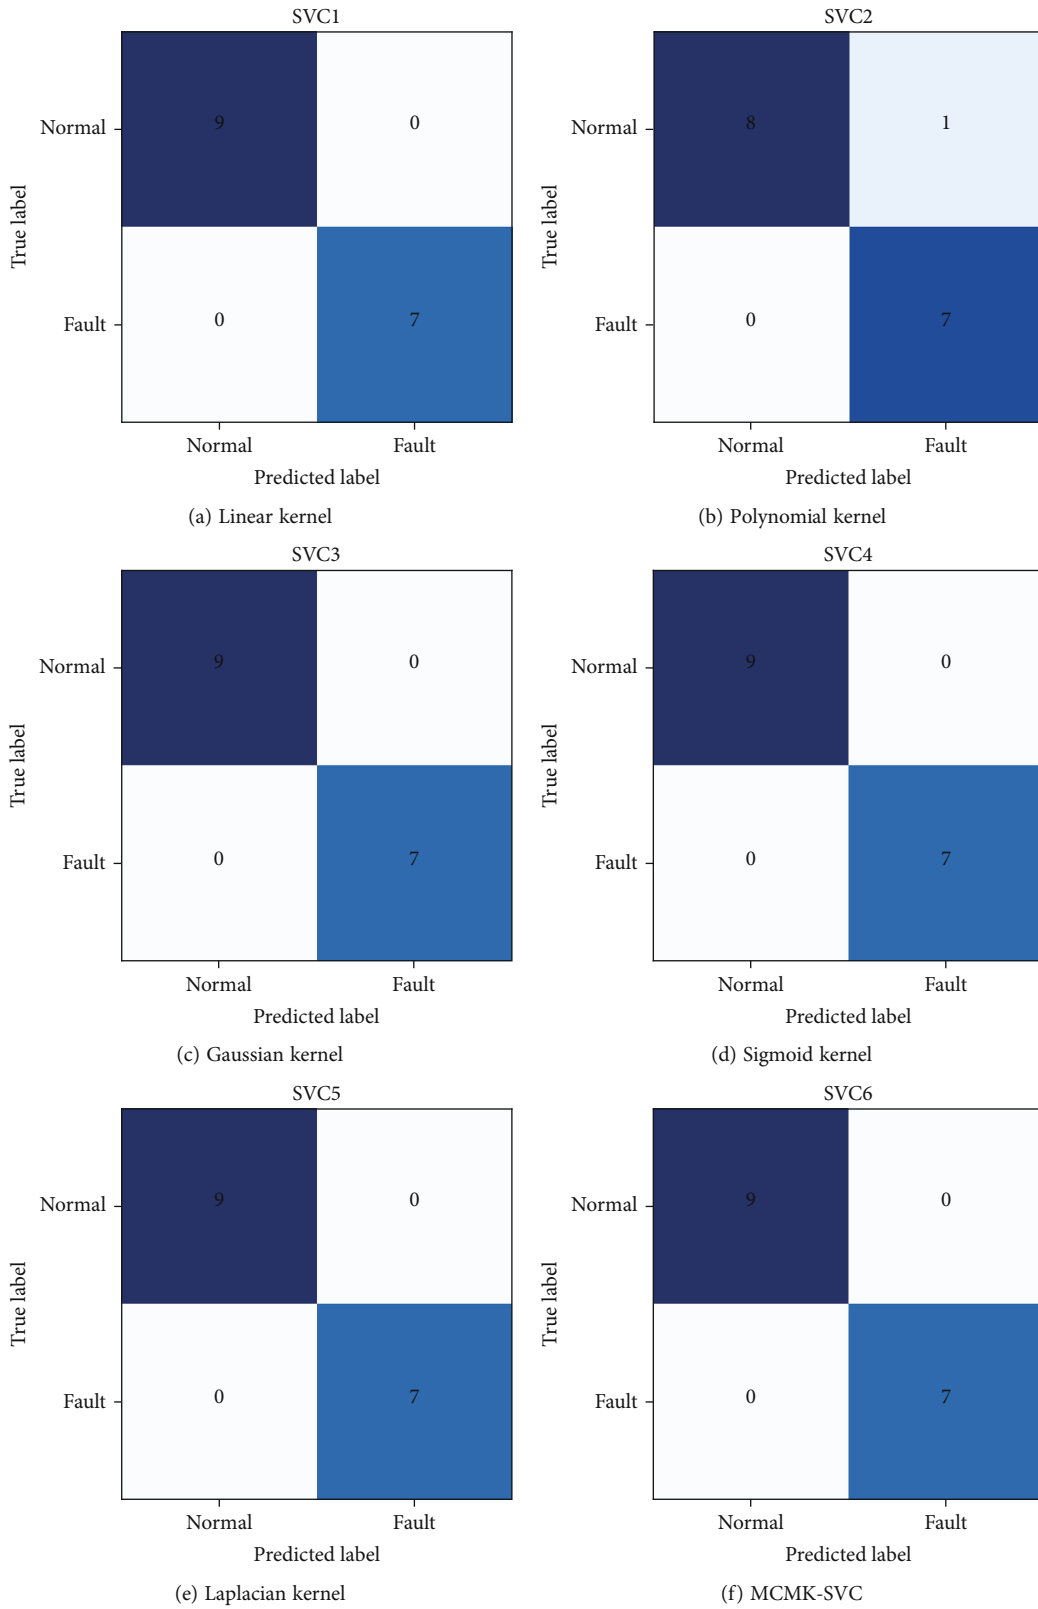 SVC1
Normal
9
0
True label
Fault
0
7
Normal
Fault
Predicted label
(a) Linear kernel
SVC2
Normal
8
1
True label
Fault
0
7
Normal
Fault
Predicted label
(b) Polynomial kernel
SVC3
Normal
9
0
True label
Fault
0
7
Normal
Fault
Predicted label
(c) Gaussian kernel
SVC4
Normal
9
0
True label
Fault
0
7
Normal
Fault
Predicted label
(d) Sigmoid kernel
SVC5
Normal
9
0
True label
Fault
0
7
Normal
Fault
Predicted label
(e) Laplacian kernel
SVC6
Normal
9
0
True label
Fault
0
7
Normal
Fault
Predicted label
(f) MCMK-SVC